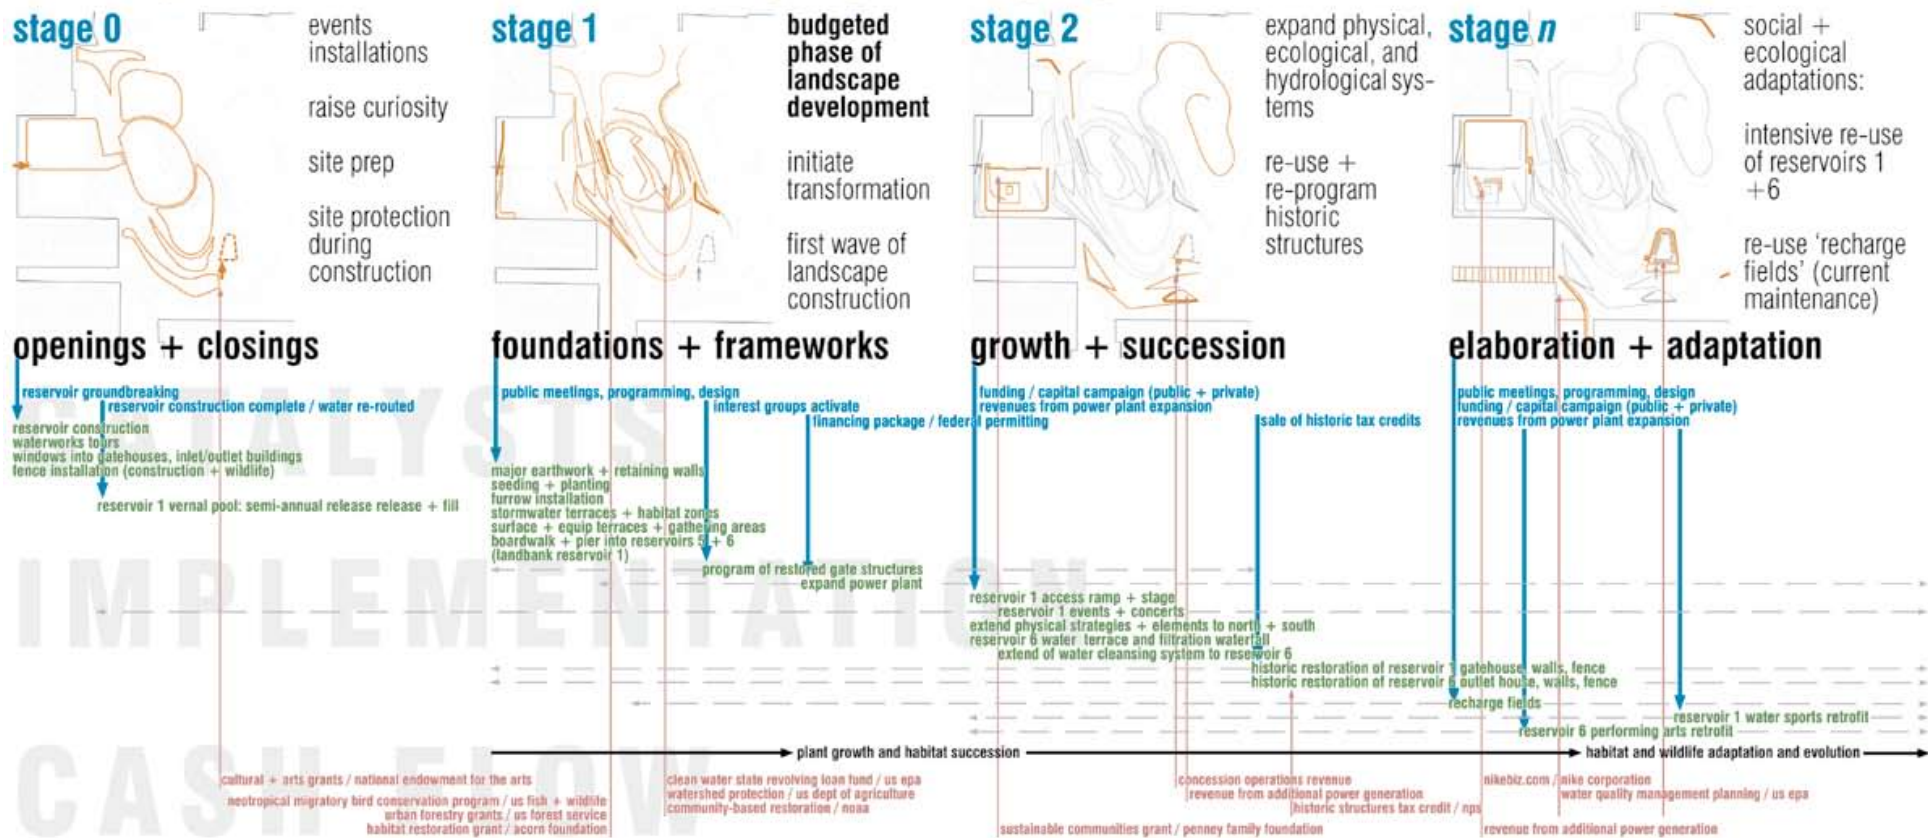 stage 0
events
installations
raise curiosity
site prep
site protection
during
construction
stage 1
budgeted
phase of
landscape
development
initiate
transformation
first wave of
landscape
construction
stage 2
expand physical,
ecological, and
hydrological sys-
tems
re-use +
re-program
historic
structures
stage n
social +
ecological
adaptations:
intensive re-use
of reservoirs 1
+6
re-use ‘recharge
fields’ (current
maintenance)
openings + closings
foundations + frameworks
growth + succession
elaboration + adaptation
CATALYSTS
reservoir groundbreaking
reservoir construction complete / water re-routed
reservoir construction
waterworks tours
windows into gatehouses, inlet/outlet buildings
fence installation (construction + wildlife)
reservoir 1 vernal pool: semi-annual release release + fill
public meetings, programming, design
interest groups activate
financing package / federal permitting
major earthwork + retaining walls
seeding + planting
furrow installation
stormwater terraces + habitat zones
surface + equip terraces + gathering areas
boardwalk + pier into reservoirs 5 + 6
(landbank reservoir 1)
program of restored gate structures
expand power plant
funding / capital campaign (public + private)
revenues from power plant expansion
sale of historic tax credits
reservoir 1 access ramp + stage
reservoir 1 events + concerts
extend physical strategies + elements to north + south
reservoir 6 water terrace and filtration waterfall
extend of water cleansing system to reservoir 6
historic restoration of reservoir 1 gatehouse, walls, fence
historic restoration of reservoir 6 outlet house, walls, fence
public meetings, programming, design
funding / capital campaign (public + private)
revenues from power plant expansion
recharge fields
reservoir 1 water sports retrofit
reservoir 6 performing arts retrofit
IMPLEMENTATION
plant growth and habitat succession
habitat and wildlife adaptation and evolution
CASH FLOW
cultural + arts grants / national endowment for the arts
neotropical migratory bird conservation program / us fish + wildlife
urban forestry grants / us forest service
habitat restoration grant / acorn foundation
clean water state revolving loan fund / us epa
watershed protection / us dept of agriculture
community-based restoration / noaa
concession operations revenue
revenue from additional power generation
historic structures tax credit / nps
sustainable communities grant / penney family foundation
nikebiz.com / nike corporation
water quality management planning / us epa
revenue from additional power generation